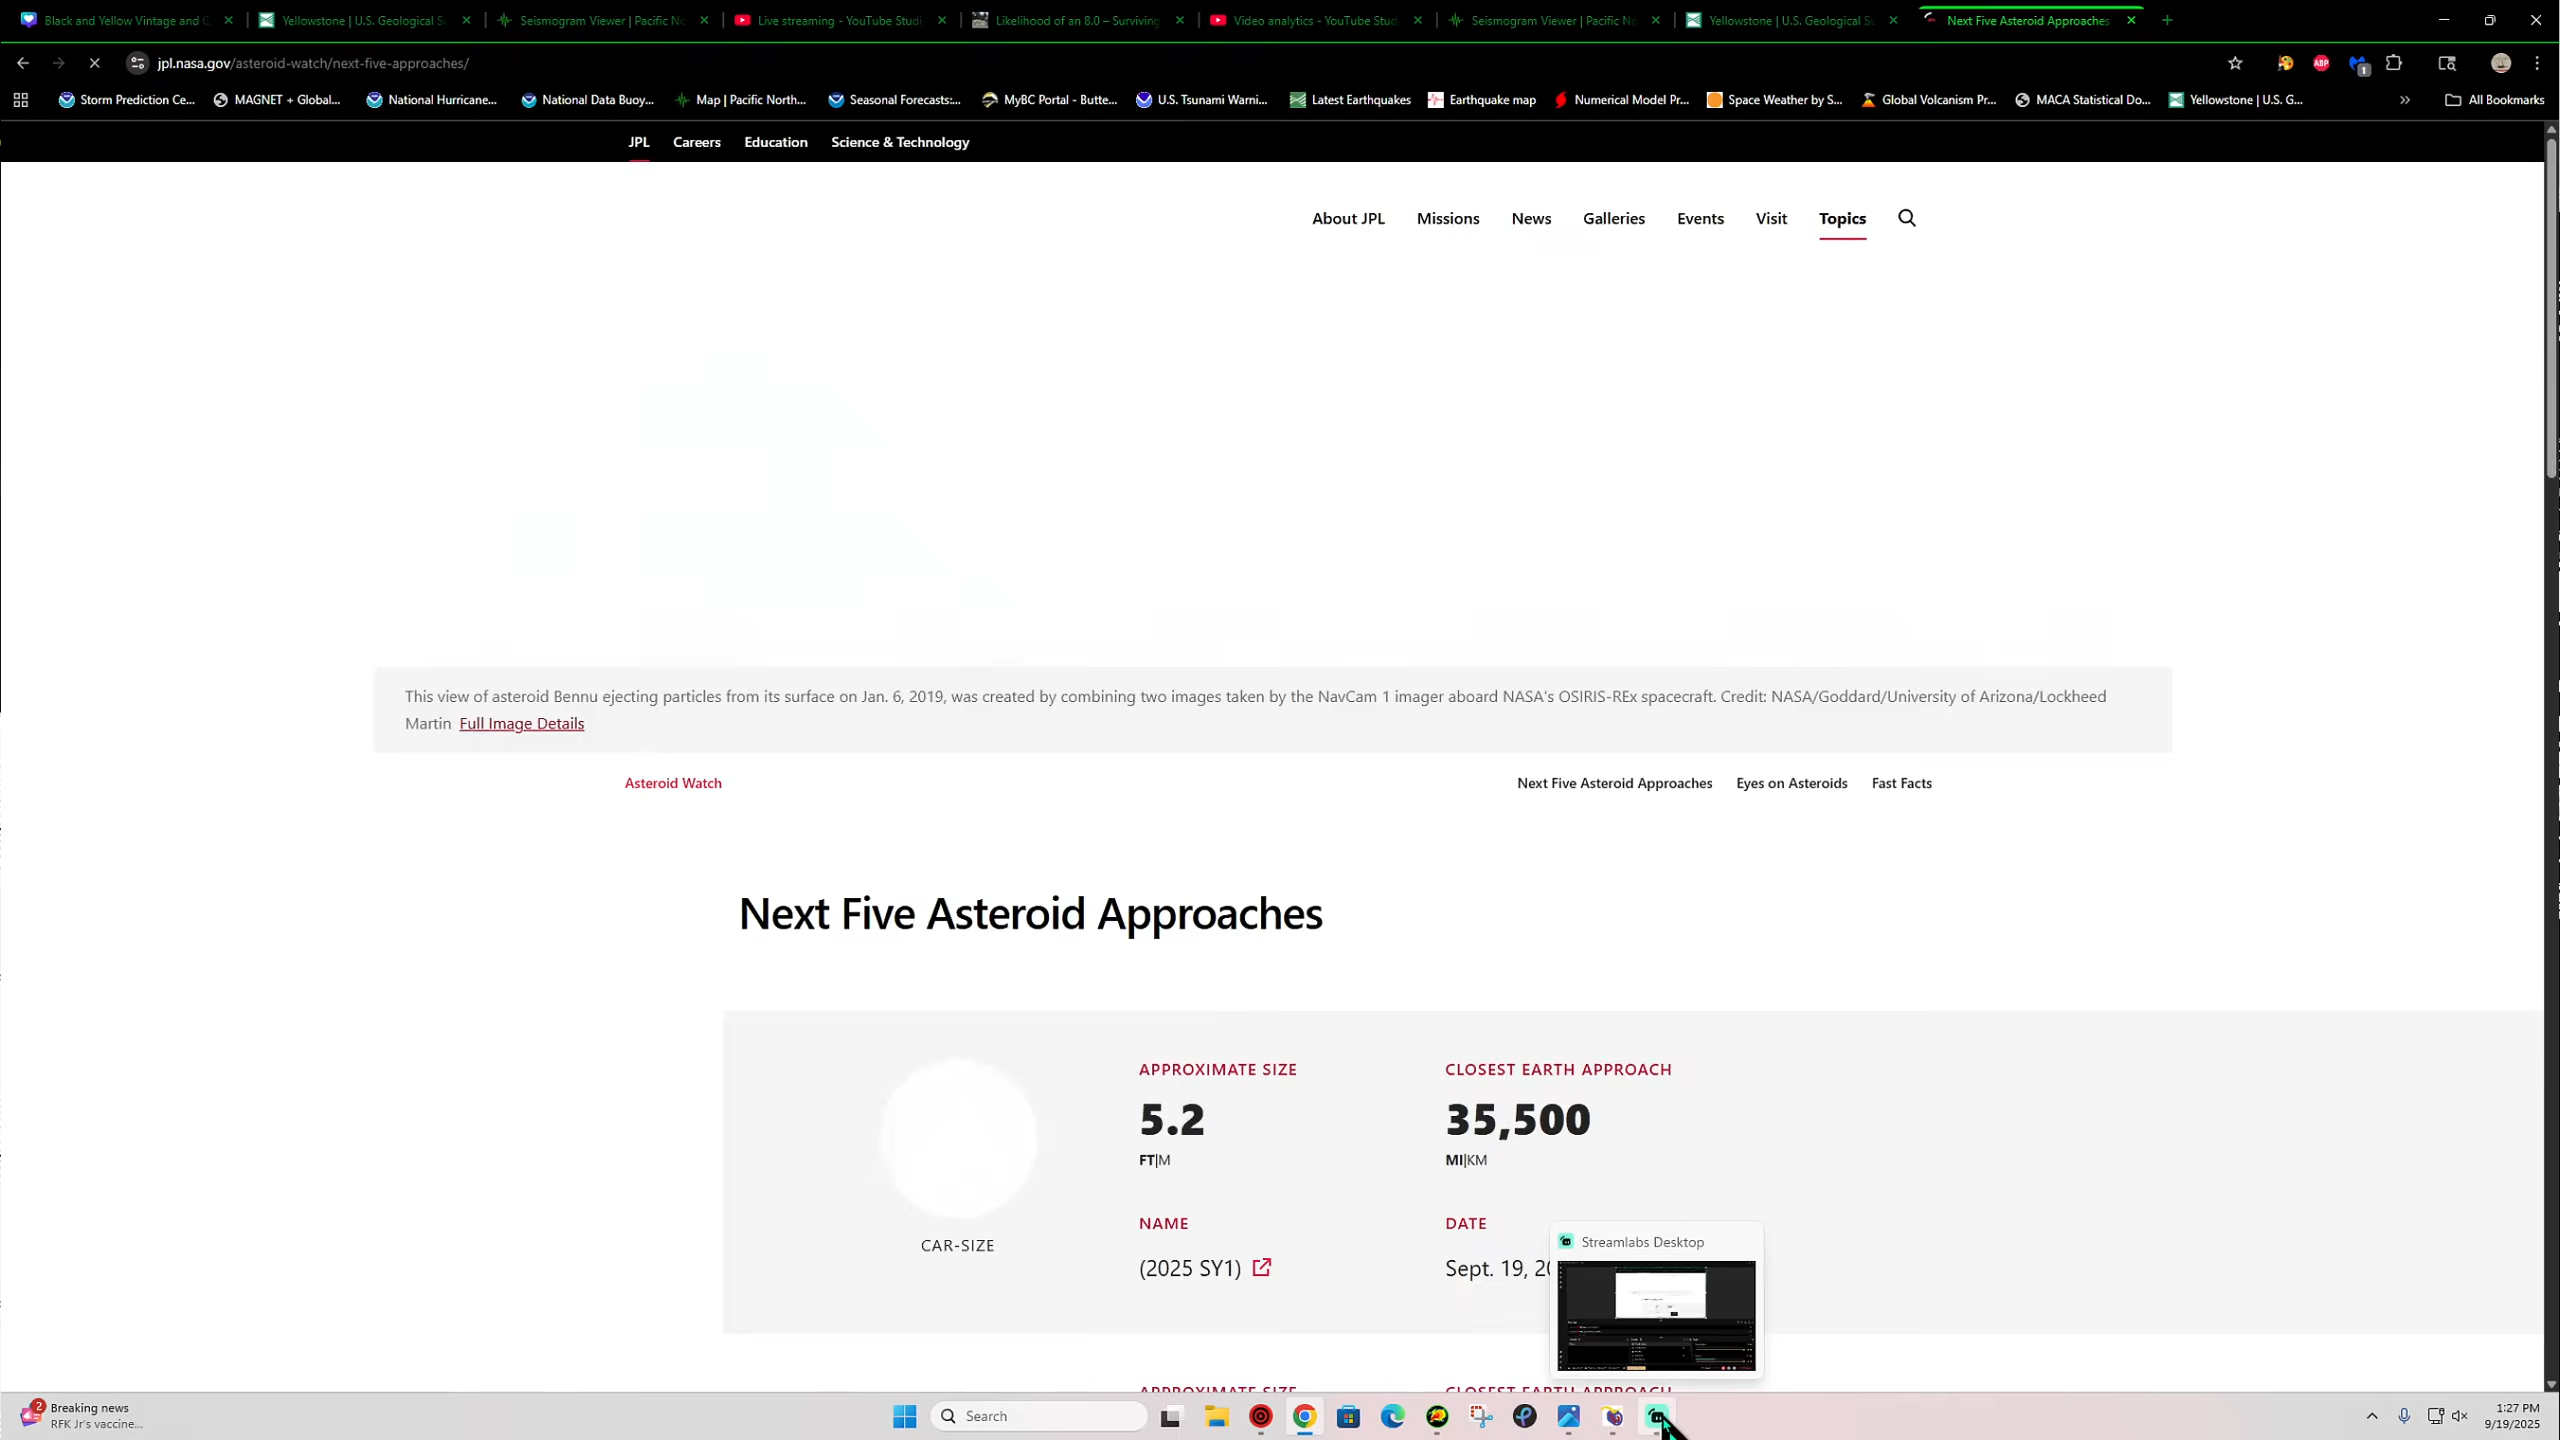 Black and Yellow Vintage and C
Yellowstone | U.S. Geological Su
Seismogram Viewer | Pacific No
Live streaming - YouTube Studi
Likelihood of an 8.0 – Surviving
Video analytics - YouTube Studi
Seismogram Viewer | Pacific No
Yellowstone | U.S. Geological Su
Next Five Asteroid Approaches
jpl.nasa.gov/asteroid-watch/next-five-approaches/
ABP
1
Storm Prediction Ce...
MAGNET + Global...
National Hurricane...
National Data Buoy...
Map | Pacific North...
Seasonal Forecasts:...
MyBC Portal - Butte...
U.S. Tsunami Warni...
Latest Earthquakes
Earthquake map
Numerical Model Pr...
Space Weather by S...
Global Volcanism Pr...
MACA Statistical Do...
Yellowstone | U.S. G...
All Bookmarks
JPL Careers Education Science & Technology
About JPL Missions News Galleries Events Visit Topics
This view of asteroid Bennu ejecting particles from its surface on Jan. 6, 2019, was created by combining two images taken by the NavCam 1 imager aboard NASA's OSIRIS-REx spacecraft. Credit: NASA/Goddard/University of Arizona/Lockheed
Martin Full Image Details
Asteroid Watch
Next Five Asteroid Approaches Eyes on Asteroids Fast Facts
Next Five Asteroid Approaches
APPROXIMATE SIZE
CLOSEST EARTH APPROACH
5.2
35,500
FT|M
MI|KM
NAME
DATE
CAR-SIZE
(2025 SY1)
Sept. 19, 20
Streamlabs Desktop
APPROXIMATE SIZE
CLOSEST EARTH APPROACH
2
Breaking news
RFK Jr's vaccine...
Search
1:27 PM
9/19/2025